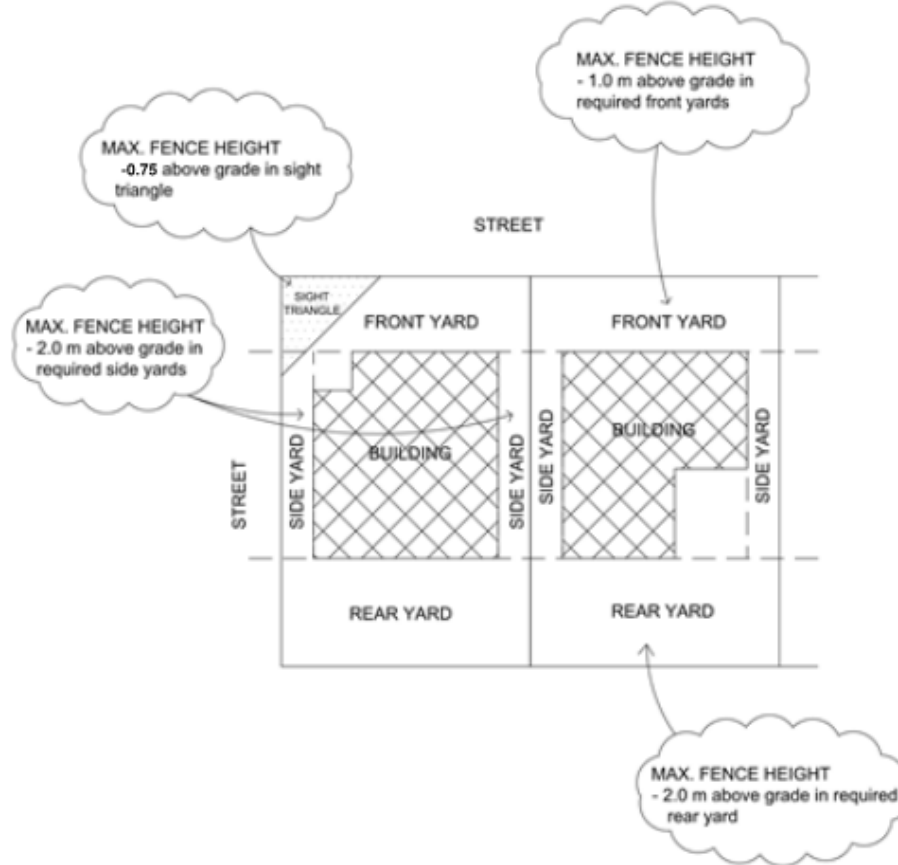 MAX. FENCE HEIGHT
- 1.0 m above grade in
required front yards
MAX. FENCE HEIGHT
-0.75 above grade in sight
triangle
STREET
SIGHT
TRIANGLE
FRONT YARD
FRONT YARD
MAX. FENCE HEIGHT
- 2.0 m above grade in
required side yards
STREET
SIDE YARD
BUILDING
SIDE YARD
SIDE YARD
BUILDING
SIDE YARD
REAR YARD
REAR YARD
MAX. FENCE HEIGHT
- 2.0 m above grade in required
rear yard